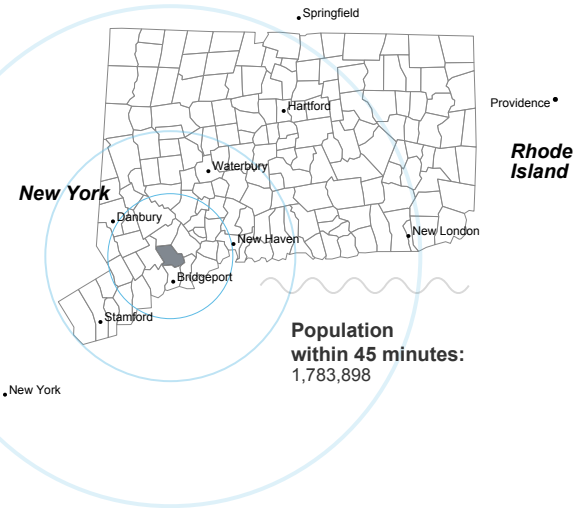 Springfield
Providence
Hartford
Rhode
Island
Waterbury
New York
Danbury
New London
New Haven
Bridgeport
Stamford
Population
within 45 minutes:
1,783,898
New York